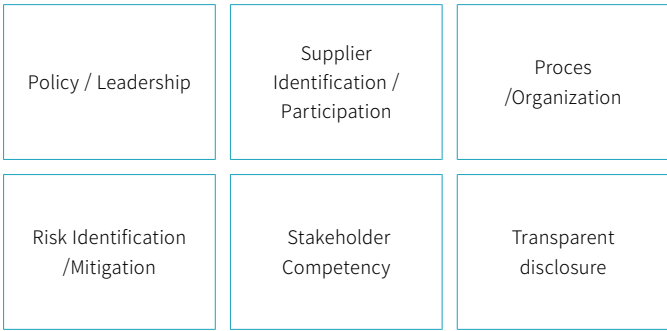 Policy / Leadership
Supplier
Identification /
Participation
Proces
/Organization
Risk Identification
/Mitigation
Stakeholder
Competency
Transparent
disclosure